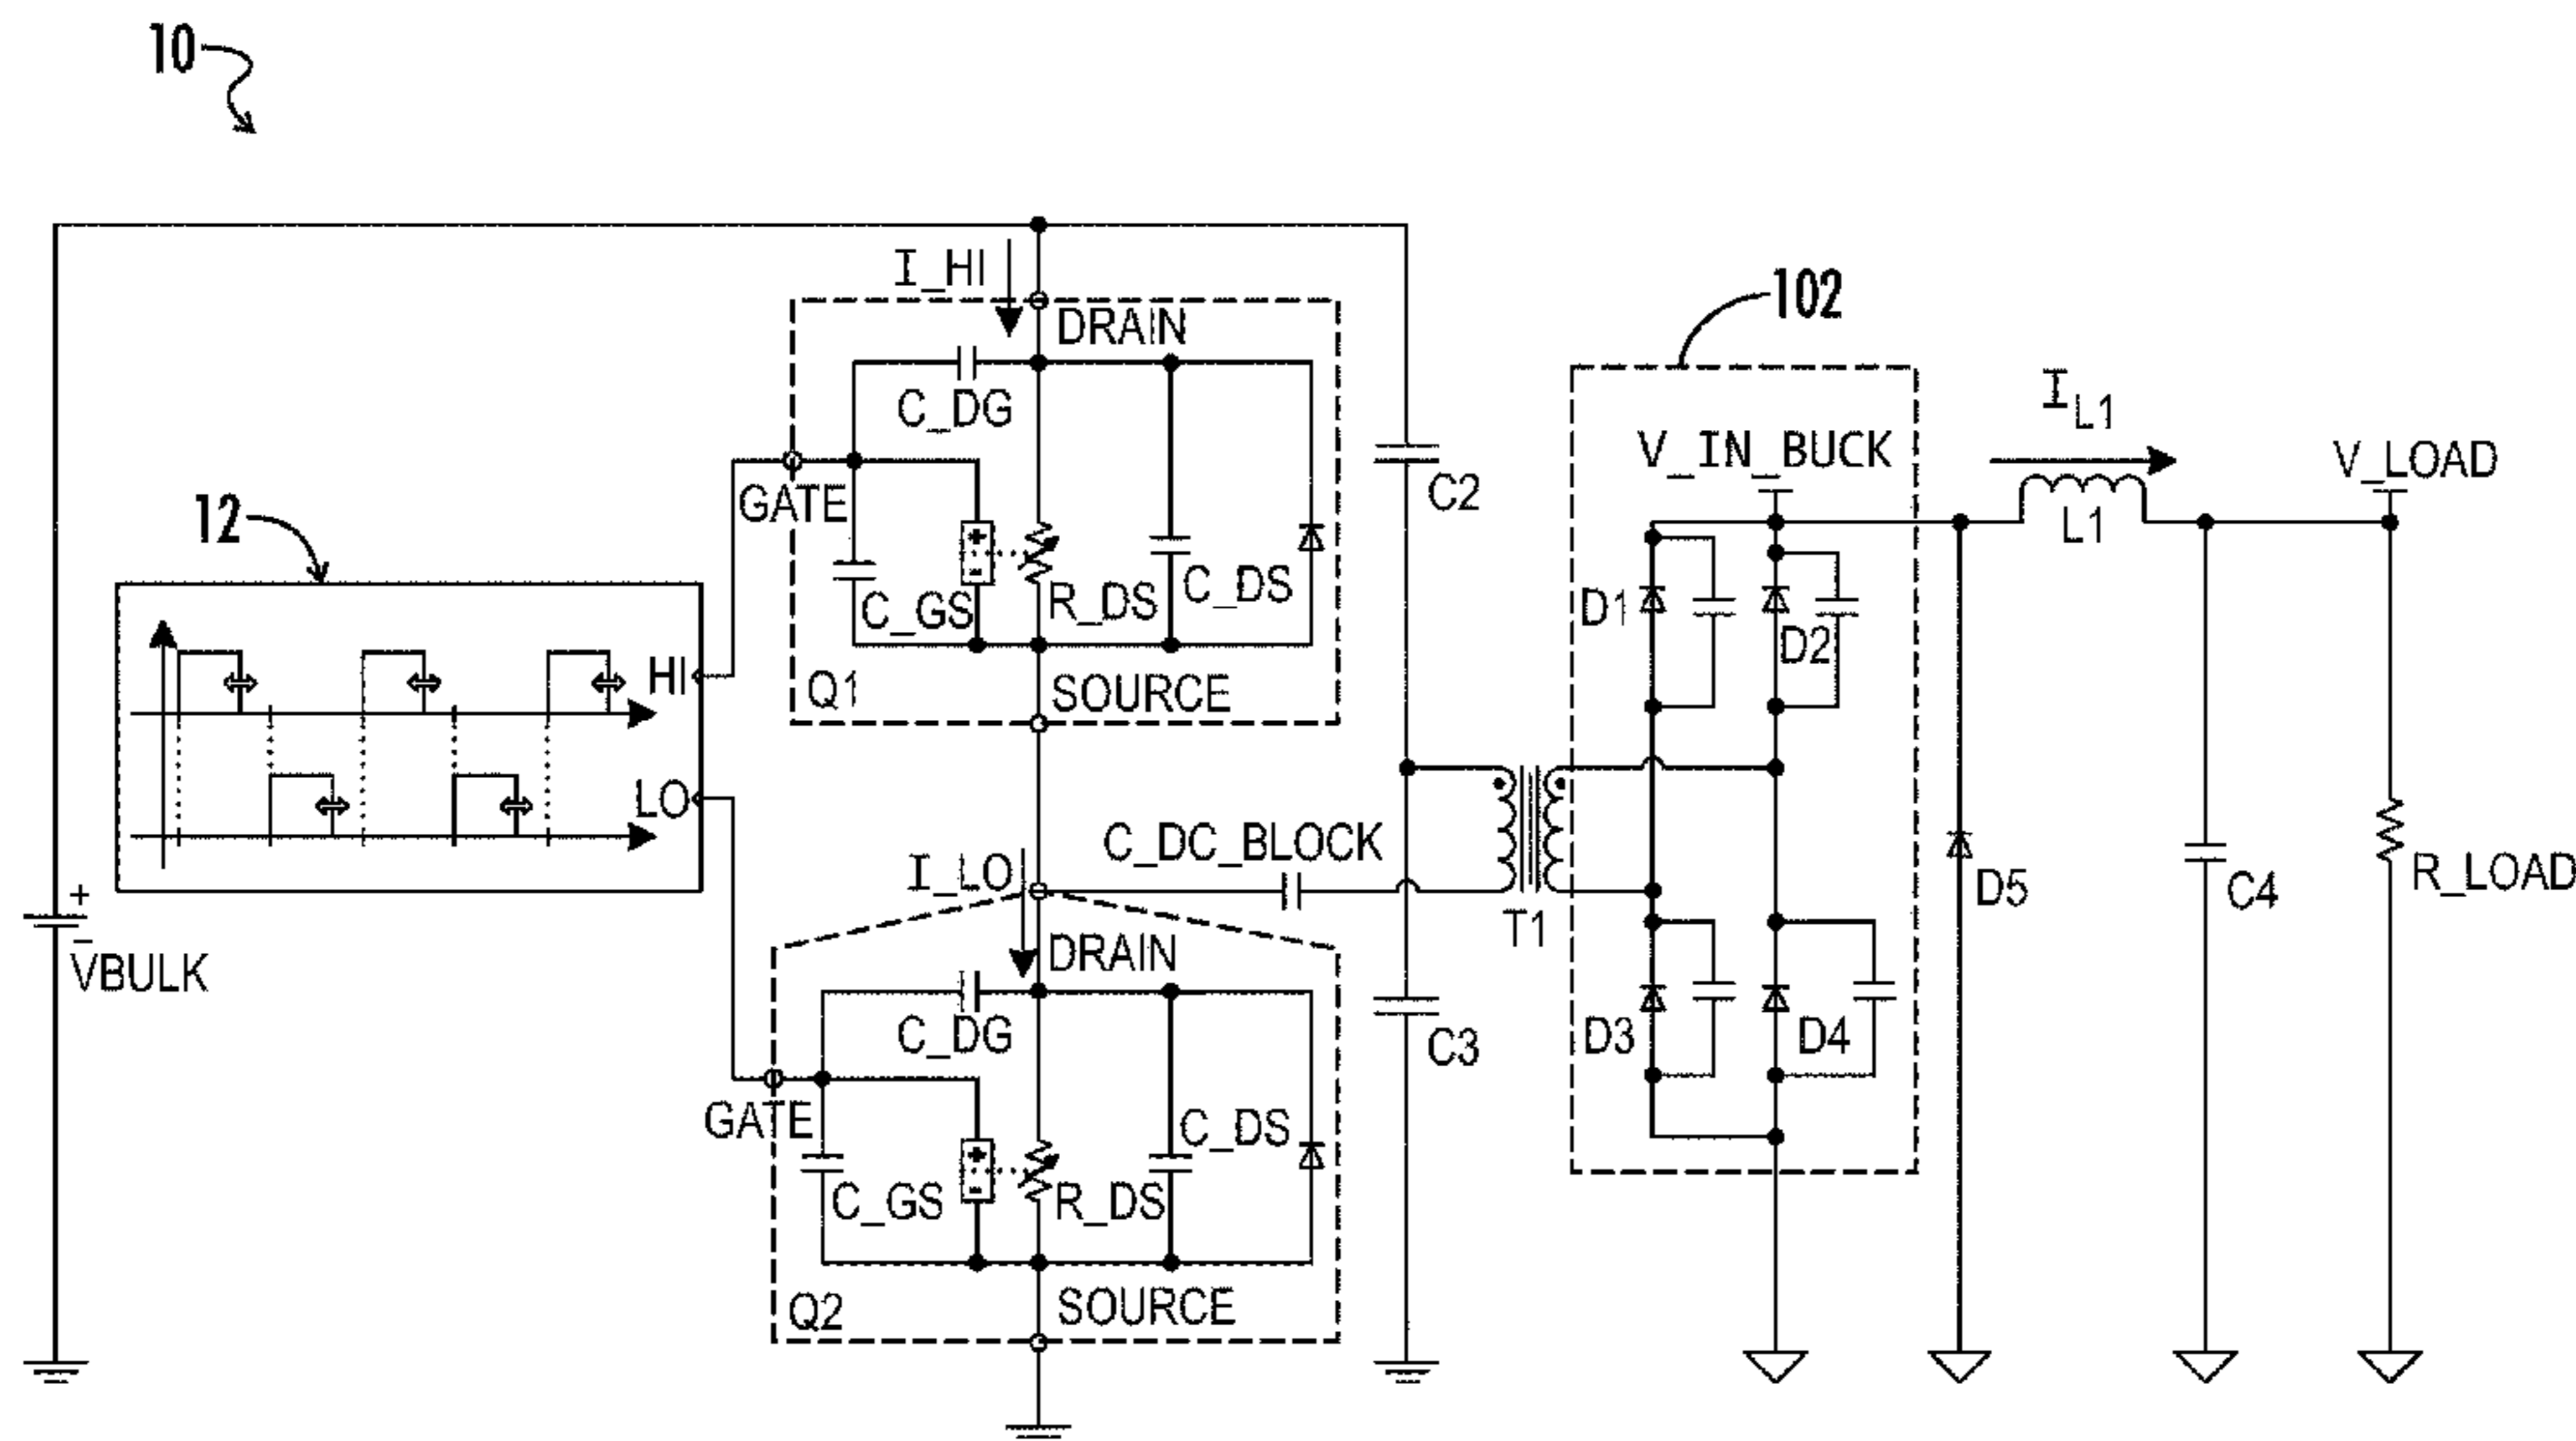 10
I_HI
DRAIN
102
C_DG
I_L1
V_IN_BUCK
V_LOAD
GATE
C2
L1
12
C_GS
R_DS
C_DS
D1
D2
HI
Q1
SOURCE
LO
I_LO
C_DC_BLOCK
T1
D5
C4
R_LOAD
+
-
VBULK
DRAIN
C_DG
C3
D3
D4
GATE
C_DS
C_GS
R_DS
Q2
SOURCE